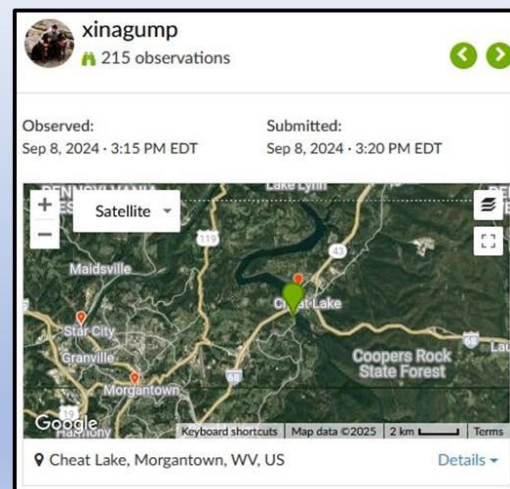 xinagump
215 observations
Observed:
Submitted:
Sep 8, 2024 · 3:15 PM EDT
Sep 8, 2024 · 3:20 PM EDT
Lake Lynn
+
Satellite
−
119
43
Maidsville
Cheat Lake
Star City
Granville
68
Coopers Rock
State Forest
68
Morgantown
19
Google
Keyboard shortcuts
Map data ©2025
2 km
Terms
Cheat Lake, Morgantown, WV, US
Details